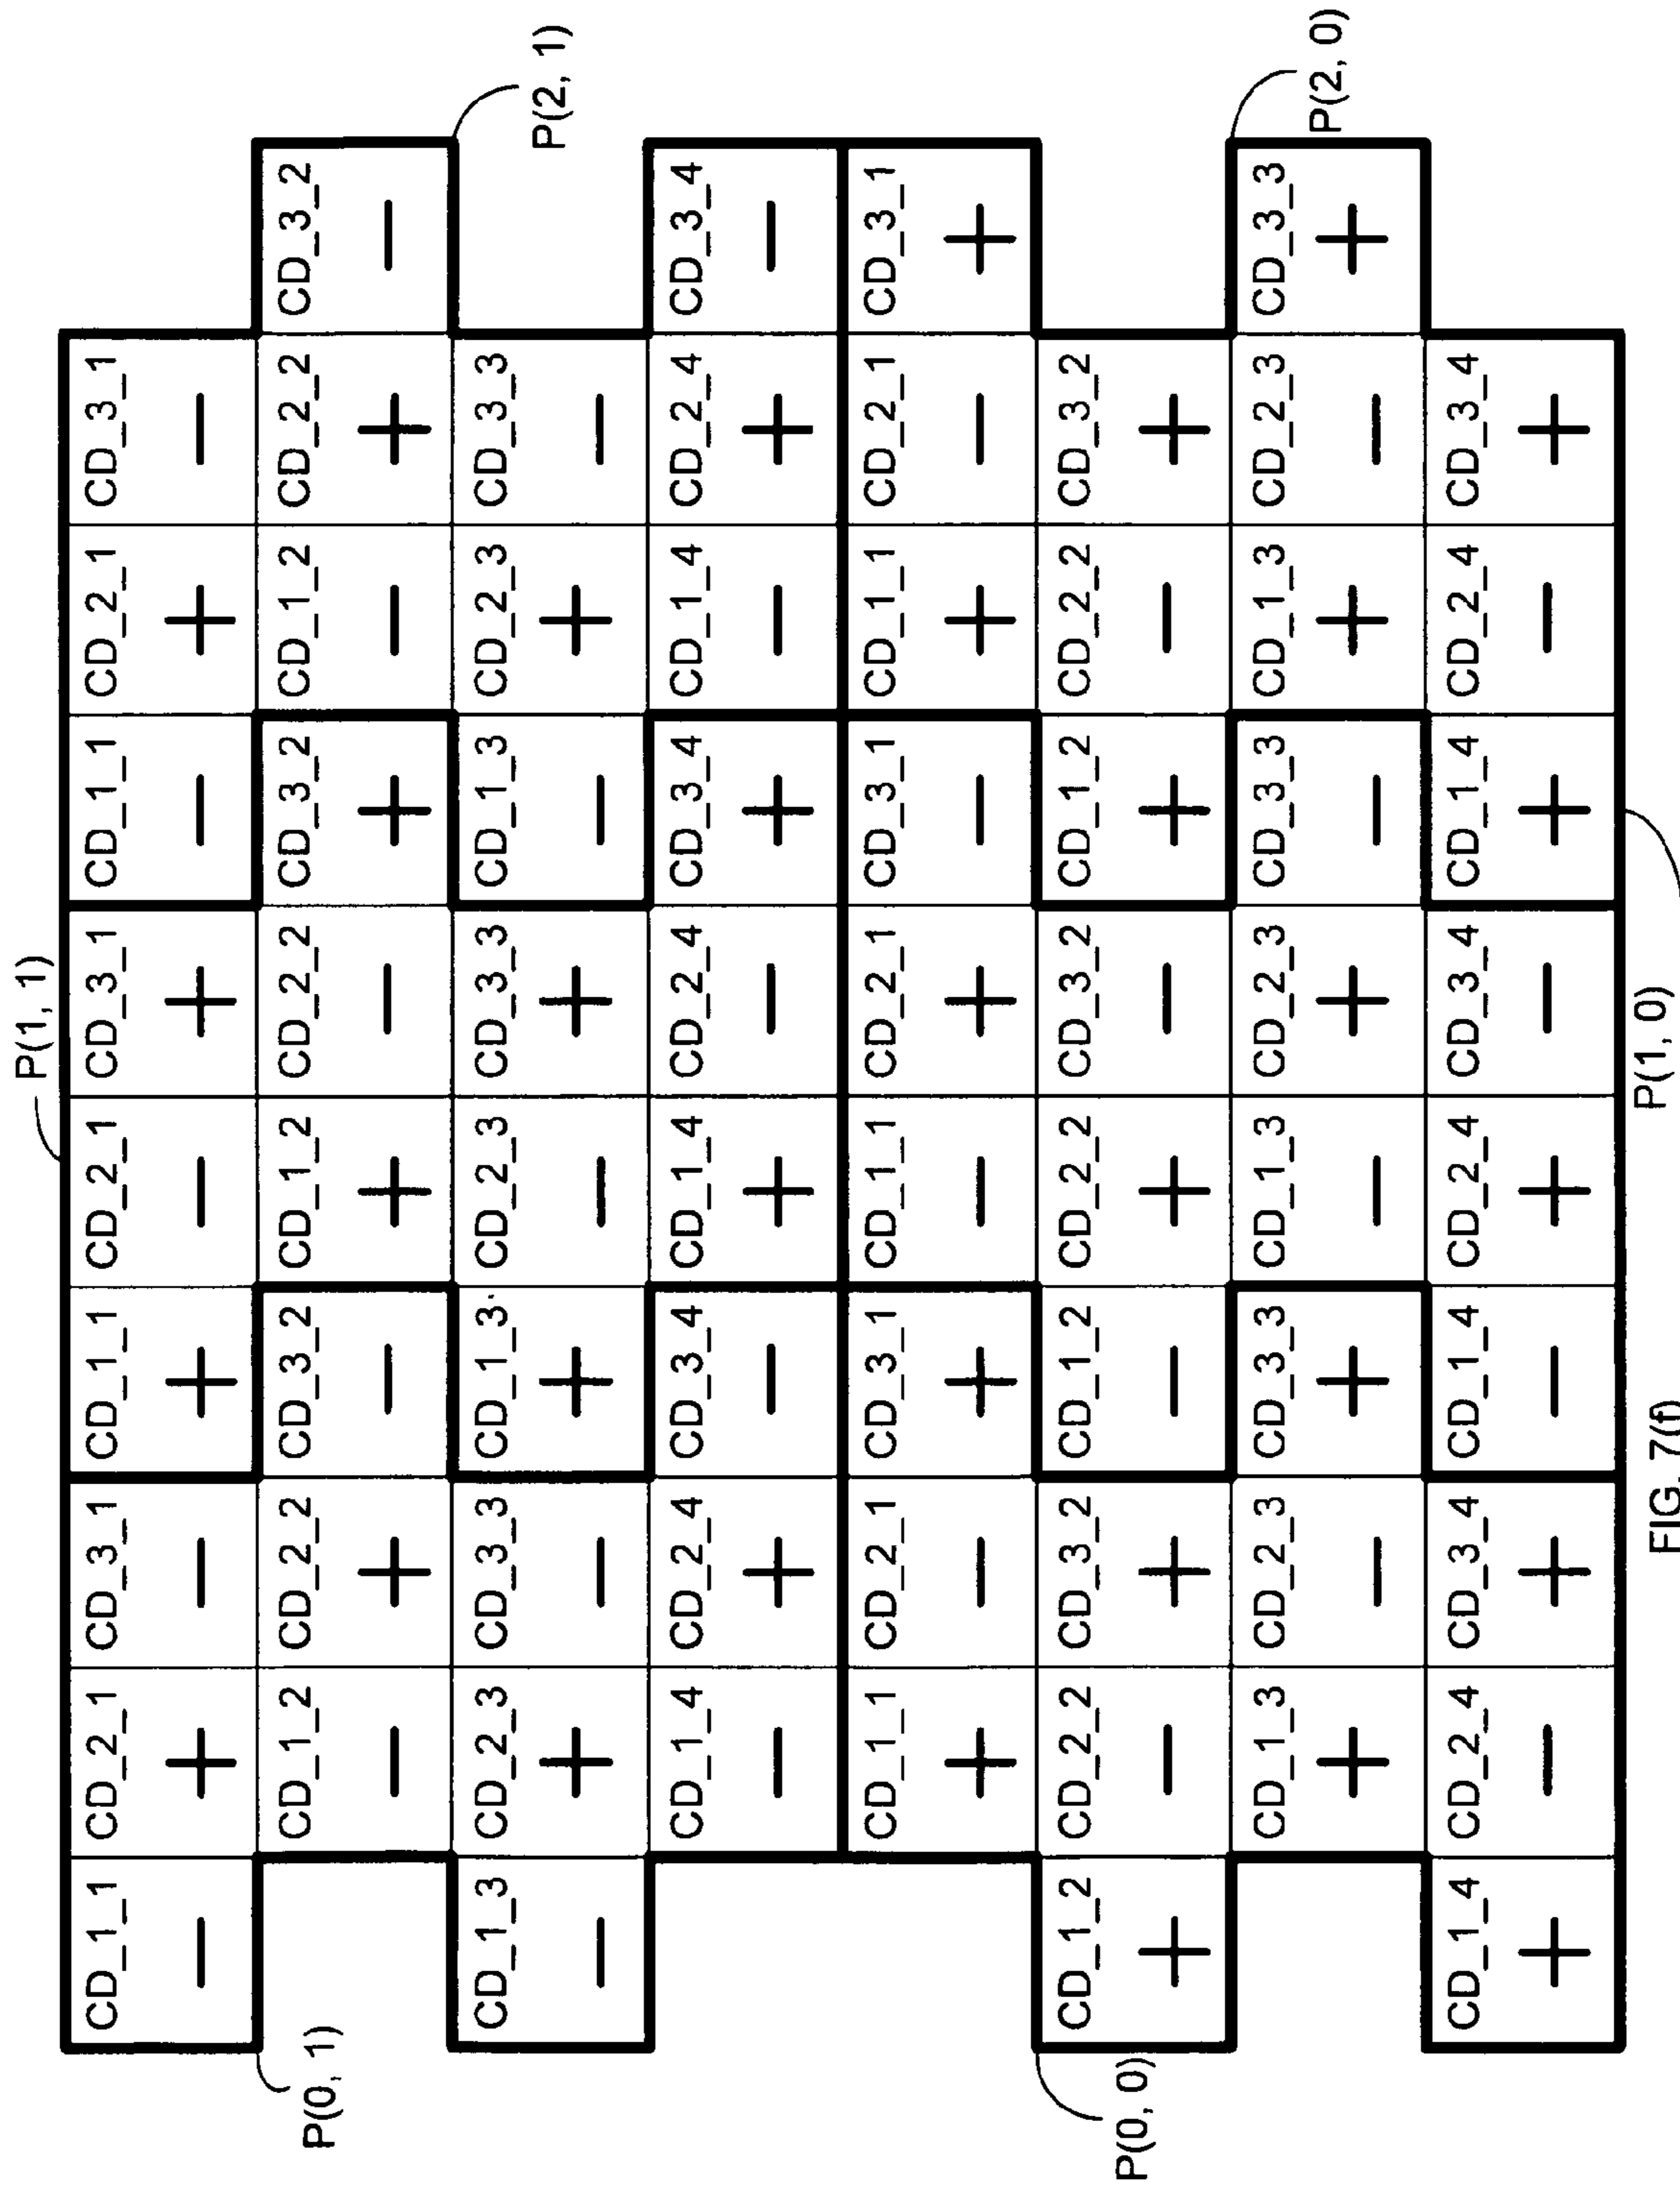 P(1, 1)
CD_1_1 CD_2_1 CD_3_1 CD_1_1 CD_2_1 CD_3_1 CD_1_1 CD_2_1 CD_3_1
− + − + − + − + −
P(0, 1)
CD_1_2 CD_2_2 CD_3_2 CD_1_2 CD_2_2 CD_3_2 CD_1_2 CD_2_2 CD_3_2
− + − + − + − + −
P(2, 1)
CD_1_3 CD_2_3 CD_3_3 CD_1_3 CD_2_3 CD_3_3 CD_1_3 CD_2_3 CD_3_3
− + − + − + − + −
CD_1_4 CD_2_4 CD_3_4 CD_1_4 CD_2_4 CD_3_4 CD_1_4 CD_2_4 CD_3_4
− + − + − + − + −
CD_1_1 CD_2_1 CD_3_1 CD_1_1 CD_2_1 CD_3_1 CD_1_1 CD_2_1 CD_3_1
+ − + − + − + − +
CD_1_2 CD_2_2 CD_3_2 CD_1_2 CD_2_2 CD_3_2 CD_1_2 CD_2_2 CD_3_2
+ − + − + − + − +
P(0, 0)
CD_1_3 CD_2_3 CD_3_3 CD_1_3 CD_2_3 CD_3_3 CD_1_3 CD_2_3 CD_3_3
+ − + − + − + − +
P(2, 0)
CD_1_4 CD_2_4 CD_3_4 CD_1_4 CD_2_4 CD_3_4 CD_1_4 CD_2_4 CD_3_4
+ − + − + − + − +
P(1, 0)
FIG. 7(f)